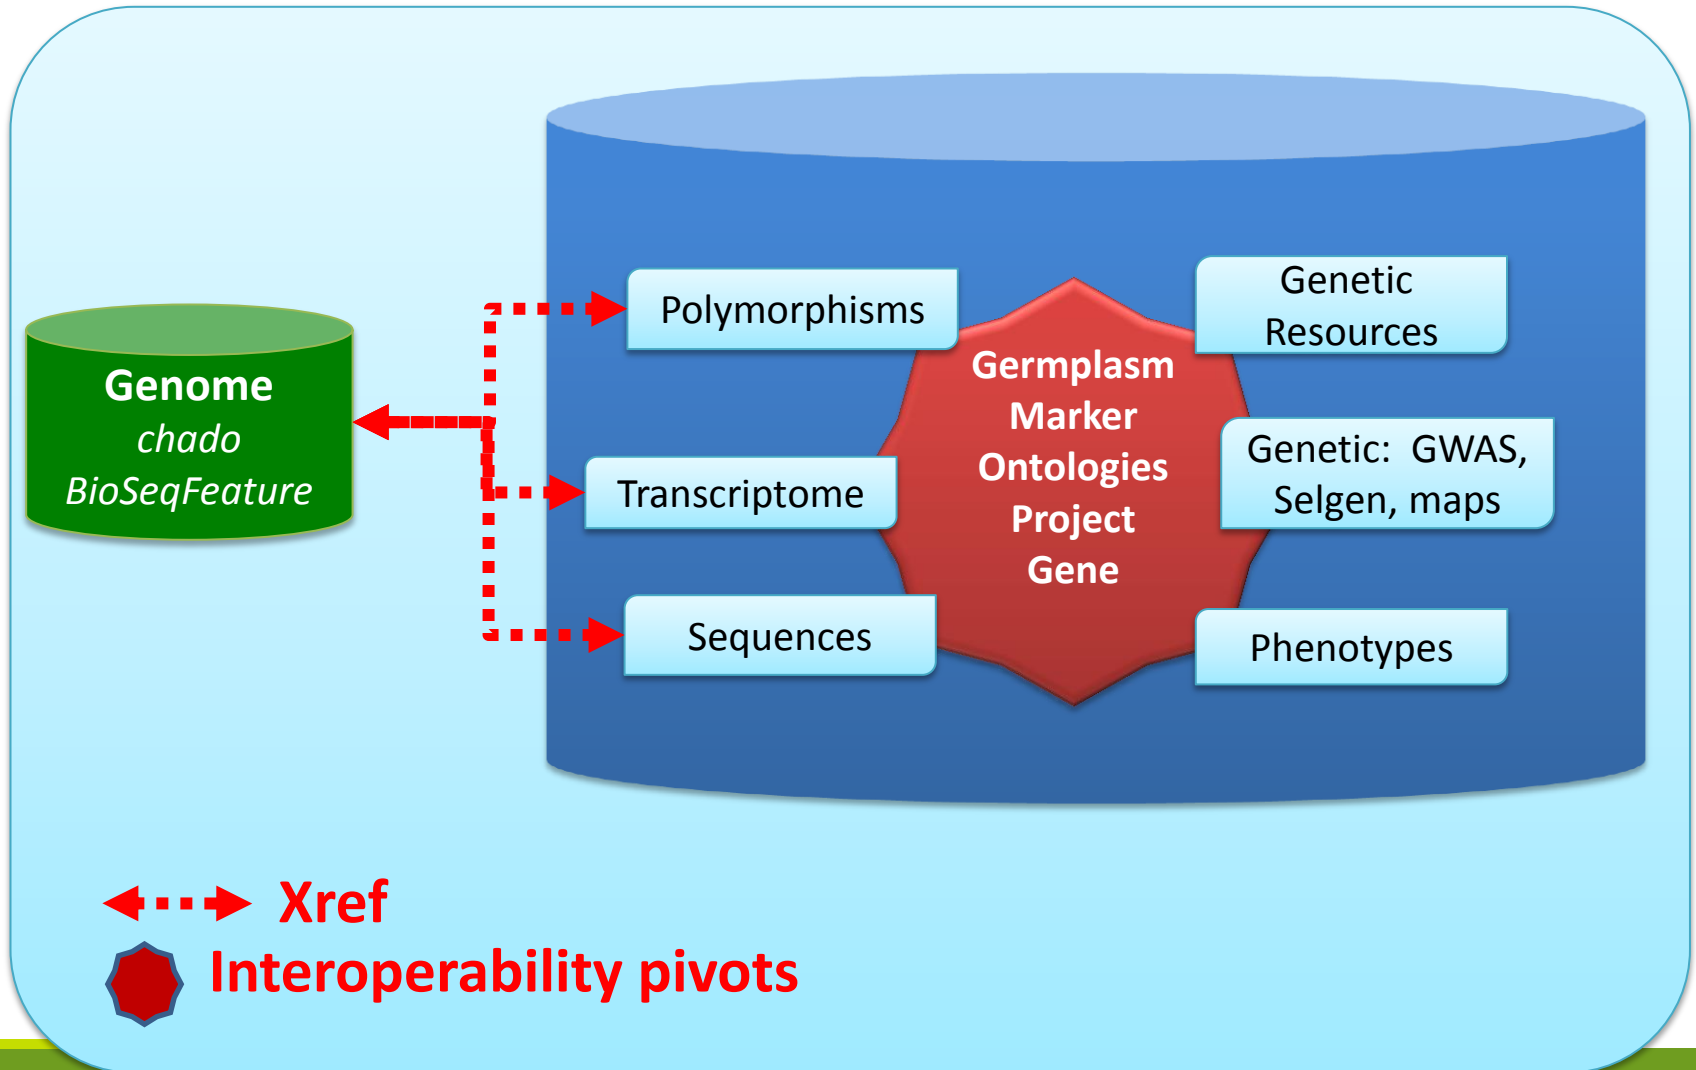 Genome
chado
BioSeqFeature
Polymorphisms
Transcriptome
Sequences
Germplasm
Marker
Ontologies
Project
Gene
Genetic
Resources
Genetic:  GWAS,
Selgen, maps
Phenotypes
Xref
Interoperability pivots